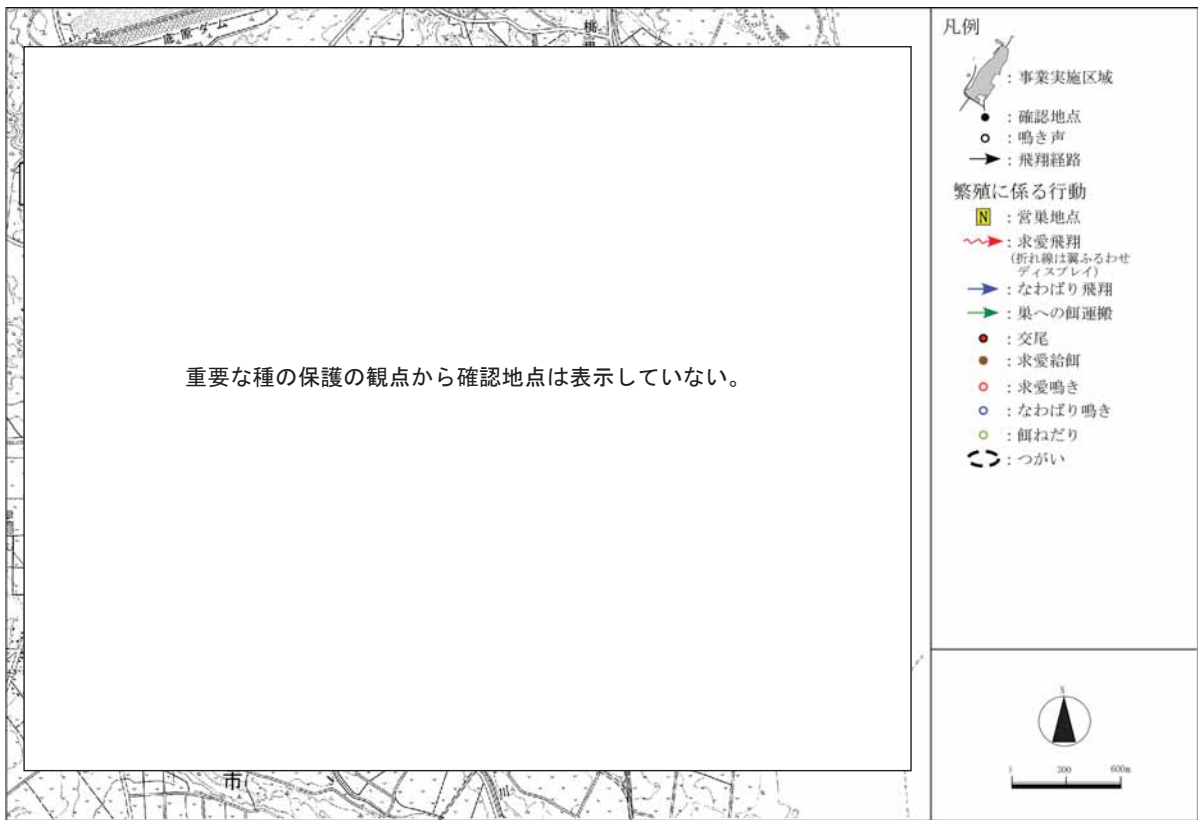 底原ダム
桃里
重要な種の保護の観点から確認地点は表示していない。
市
凡例
：事業実施区域
：確認地点
：鳴き声
：飛翔経路
繁殖に係る行動
N ：営巣地点
：求愛飛翔
(折れ線は翼ふるわせ
ディスプレイ)
：なわばり飛翔
：巣への餌運搬
：交尾
：求愛給餌
：求愛鳴き
：なわばり鳴き
：餌ねだり
：つがい
0 300 600m